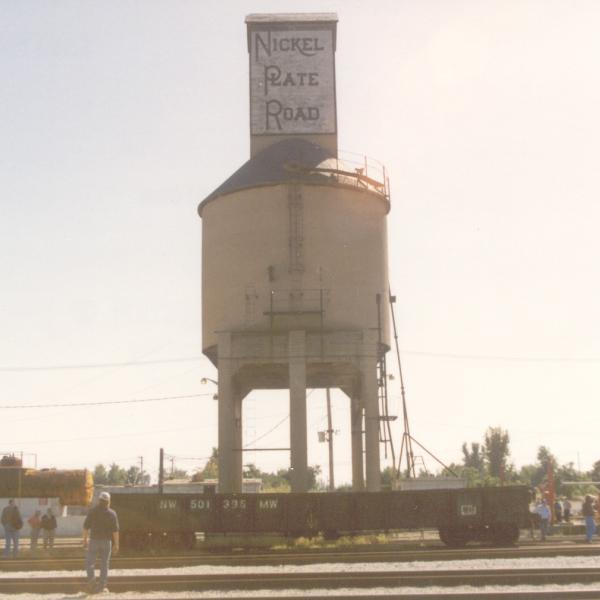 NICKEL
PLATE
ROAD
NW 501 395 MW